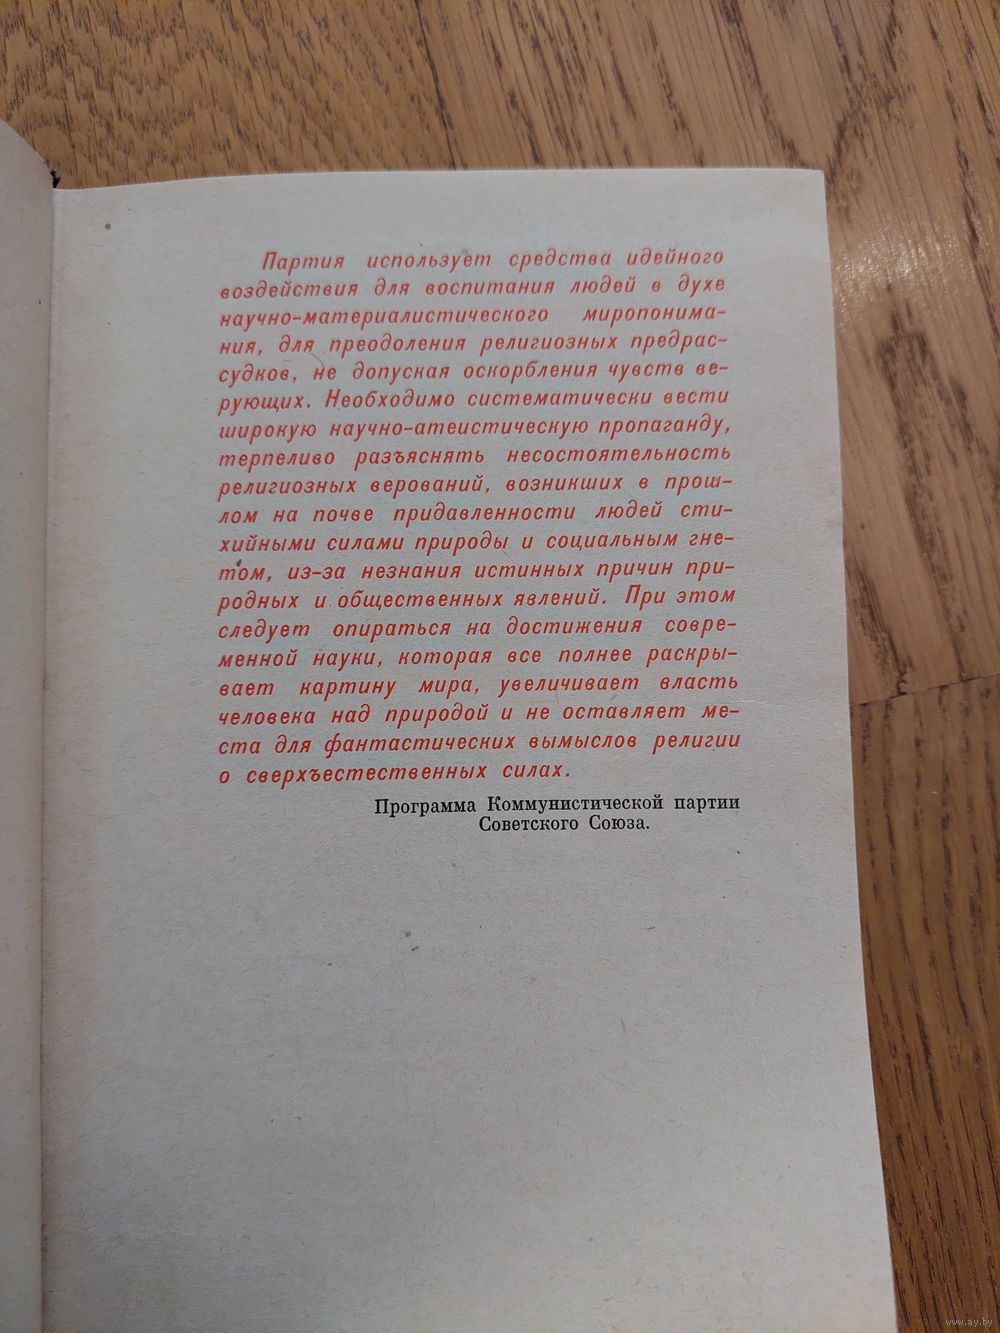 Партия использует средства идейного
воздействия для воспитания людей в духе
научно-материалистического миропонима-
ния, для преодоления религиозных предрас-
судков, не допуская оскорбления чувств ве-
рующих. Необходимо систематически вести
широкую научно-атеистическую пропаганду,
терпеливо разъяснять несостоятельность
религиозных верований, возникших в прош-
лом на почве придавленности людей сти-
хийными силами природы и социальным гне-
том, из-за незнания истинных причин при-
родных и общественных явлений. При этом
следует опираться на достижения совре-
менной науки, которая все полнее раскры-
вает картину мира, увеличивает власть
человека над природой и не оставляет ме-
ста для фантастических вымыслов религии
о сверхъестественных силах.
Программа Коммунистической партии
Советского Союза.
www.ay.by